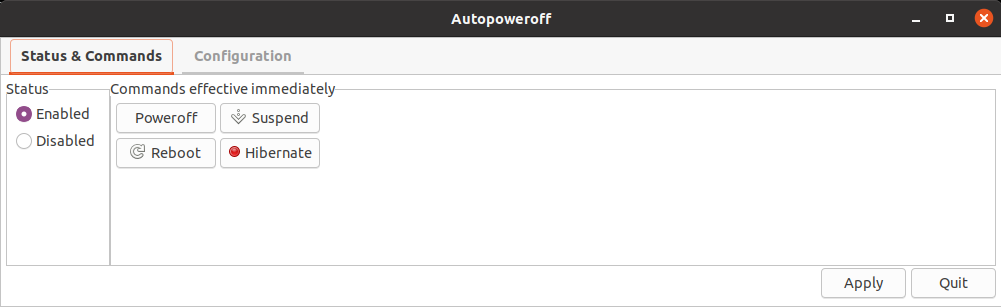 Autopoweroff
Status & Commands Configuration
Status Commands effective immediately
Enabled Poweroff Suspend
Disabled Reboot Hibernate
Apply Quit